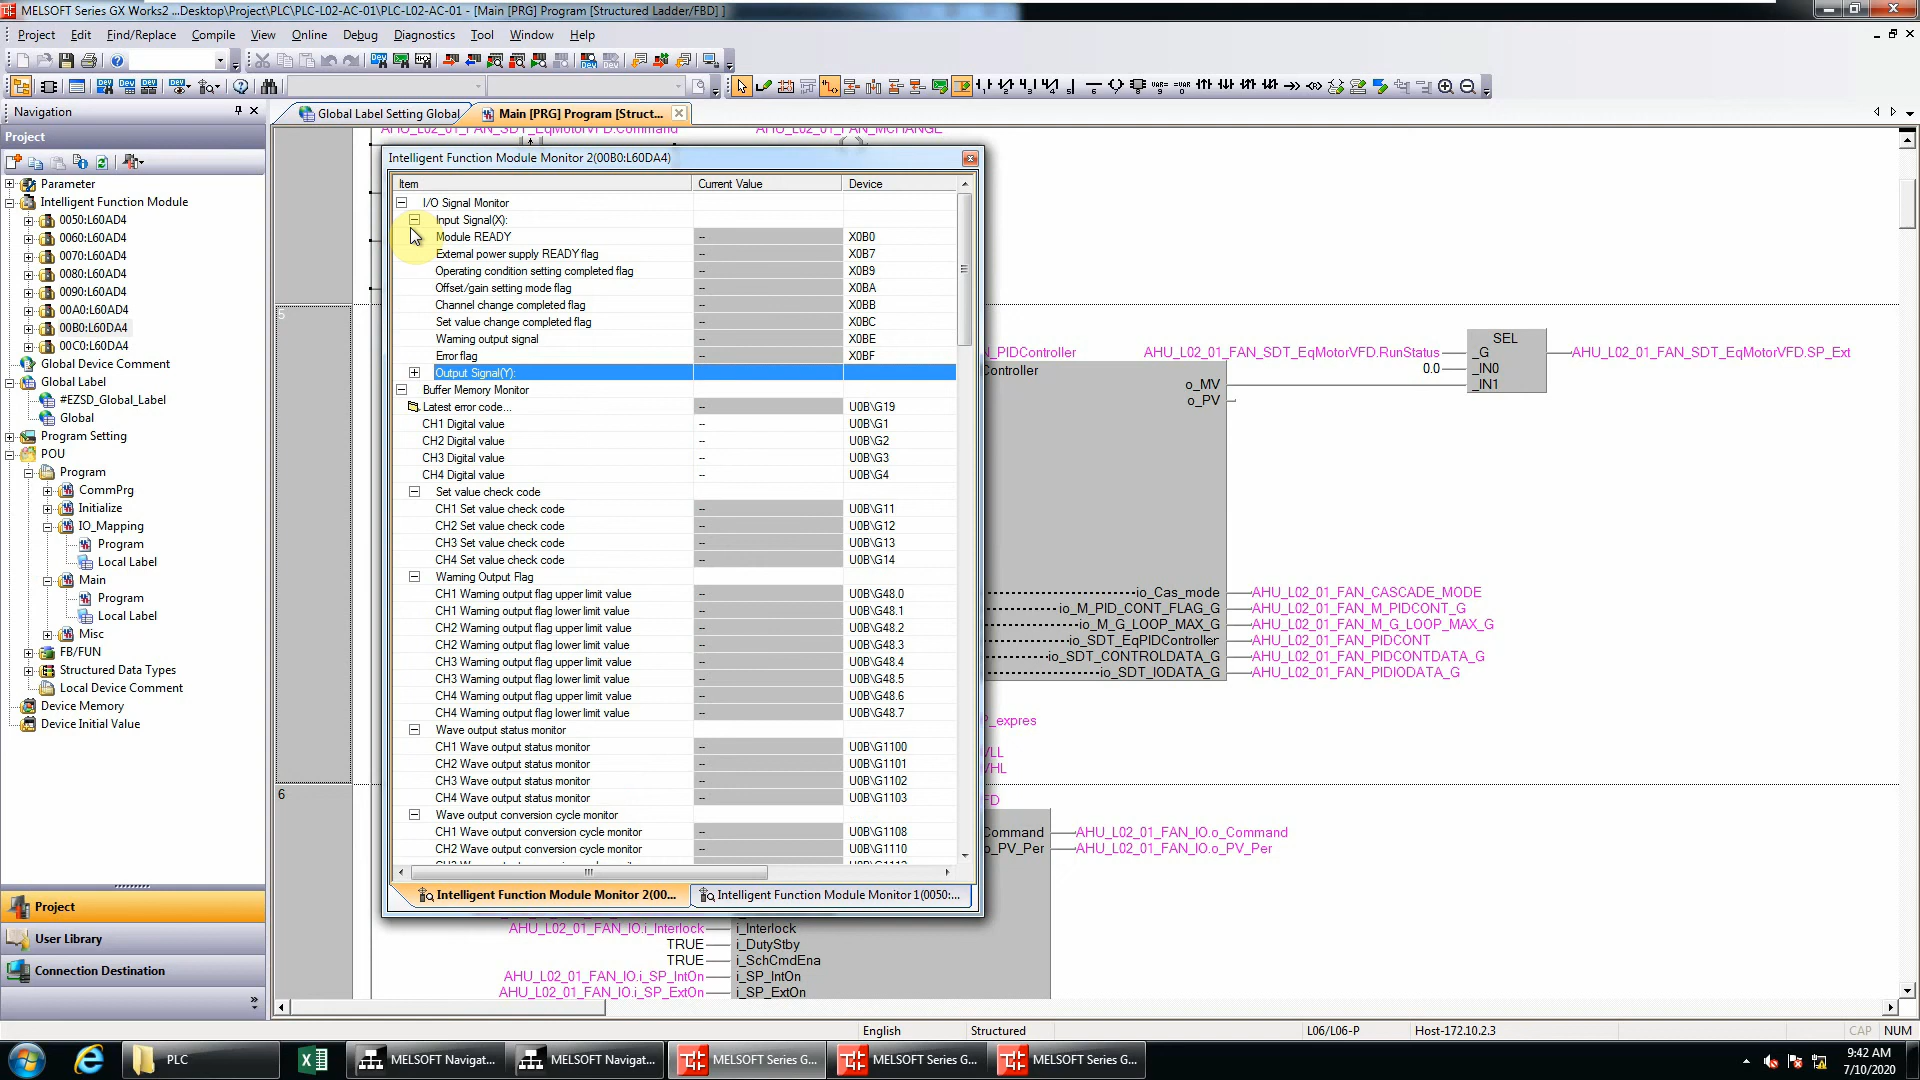 MELSOFT Series GX Works2 ...Desktop\Project\PLC\PLC-L02-AC-01\PLC-L02-AC-01 - [Main [PRG] Program [Structured Ladder/FBD] ]
Project Edit Find/Replace Compile View Online Debug Diagnostics Tool Window Help
Navigation
Global Label Setting Global
Main [PRG] Program [Struct...
Project
Parameter
Intelligent Function Module
0050:L60AD4
0060:L60AD4
0070:L60AD4
0080:L60AD4
0090:L60AD4
00A0:L60AD4
00B0:L60DA4
00C0:L60DA4
Global Device Comment
Global Label
#EZSD_Global_Label
Global
Program Setting
POU
Program
CommPrg
Initialize
IO_Mapping
Program
Local Label
Main
Program
Local Label
Misc
FB/FUN
Structured Data Types
Local Device Comment
Device Memory
Device Initial Value
Project
User Library
Connection Destination
AHU_L02_01_FAN_SDT_EqMotorVFD.Command
AHU_L02_01_FAN_MCHANGE
Intelligent Function Module Monitor 2(00B0:L60DA4)
Item Current Value Device
I/O Signal Monitor
Input Signal(X):
Module READY -- X0B0
External power supply READY flag -- X0B7
Operating condition setting completed flag -- X0B9
Offset/gain setting mode flag -- X0BA
Channel change completed flag -- X0BB
Set value change completed flag -- X0BC
Warning output signal -- X0BE
Error flag -- X0BF
Output Signal(Y):
Buffer Memory Monitor
Latest error code... -- U0B\G19
CH1 Digital value -- U0B\G1
CH2 Digital value -- U0B\G2
CH3 Digital value -- U0B\G3
CH4 Digital value -- U0B\G4
Set value check code
CH1 Set value check code -- U0B\G11
CH2 Set value check code -- U0B\G12
CH3 Set value check code -- U0B\G13
CH4 Set value check code -- U0B\G14
Warning Output Flag
CH1 Warning output flag upper limit value -- U0B\G48.0
CH1 Warning output flag lower limit value -- U0B\G48.1
CH2 Warning output flag upper limit value -- U0B\G48.2
CH2 Warning output flag lower limit value -- U0B\G48.3
CH3 Warning output flag upper limit value -- U0B\G48.4
CH3 Warning output flag lower limit value -- U0B\G48.5
CH4 Warning output flag upper limit value -- U0B\G48.6
CH4 Warning output flag lower limit value -- U0B\G48.7
Wave output status monitor
CH1 Wave output status monitor -- U0B\G1100
CH2 Wave output status monitor -- U0B\G1101
CH3 Wave output status monitor -- U0B\G1102
CH4 Wave output status monitor -- U0B\G1103
Wave output conversion cycle monitor
CH1 Wave output conversion cycle monitor -- U0B\G1108
CH2 Wave output conversion cycle monitor -- U0B\G1110
Intelligent Function Module Monitor 2(00...
Intelligent Function Module Monitor 1(0050:...
5
N_PIDController
Controller
o_MV
o_PV
AHU_L02_01_FAN_SDT_EqMotorVFD.RunStatus
0.0
SEL
_G
_IN0
_IN1
AHU_L02_01_FAN_SDT_EqMotorVFD.SP_Ext
io_Cas_mode AHU_L02_01_FAN_CASCADE_MODE
io_M_PID_CONT_FLAG_G AHU_L02_01_FAN_M_PIDCONT_G
io_M_G_LOOP_MAX_G AHU_L02_01_FAN_M_G_LOOP_MAX_G
io_SDT_EqPIDController AHU_L02_01_FAN_PIDCONT
io_SDT_CONTROLDATA_G AHU_L02_01_FAN_PIDCONTDATA_G
io_SDT_IODATA_G AHU_L02_01_FAN_PIDIODATA_G
P_expres
VLL
VHL
6
FD
Command AHU_L02_01_FAN_IO.o_Command
o_PV_Per AHU_L02_01_FAN_IO.o_PV_Per
AHU_L02_01_FAN_IO.i_Interlock i_Interlock
TRUE i_DutyStby
TRUE i_SchCmdEna
AHU_L02_01_FAN_IO.i_SP_IntOn i_SP_IntOn
AHU_L02_01_FAN_IO.i_SP_ExtOn i_SP_ExtOn
English Structured L06/L06-P Host-172.10.2.3 CAP NUM
PLC
MELSOFT Navigat...
MELSOFT Navigat...
MELSOFT Series G...
MELSOFT Series G...
MELSOFT Series G...
9:42 AM
7/10/2020